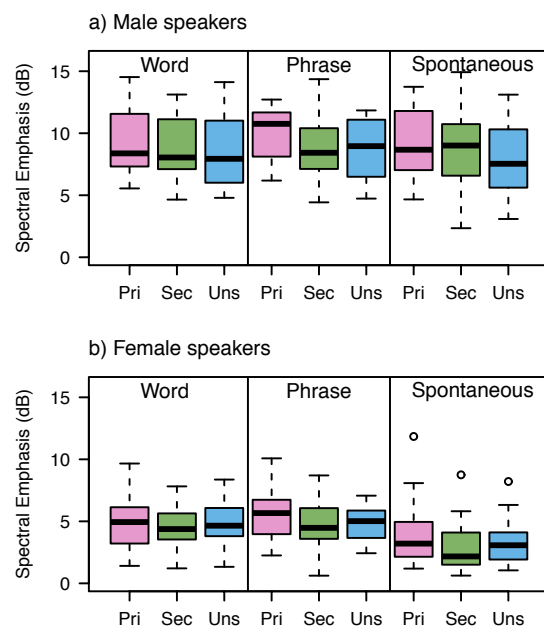 a) Male speakers
Word Phrase Spontaneous
Spectral Emphasis (dB)
15
10
5
0
Pri Sec Uns Pri Sec Uns Pri Sec Uns
b) Female speakers
Word Phrase Spontaneous
Spectral Emphasis (dB)
15
10
5
0
Pri Sec Uns Pri Sec Uns Pri Sec Uns